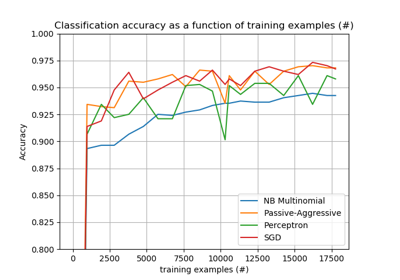 Classification accuracy as a function of training examples (#)
1.000
0.975
0.950
0.925
0.900
0.875
0.850
0.825
0.800
Accuracy
NB Multinomial
Passive-Aggressive
Perceptron
SGD
0 2500 5000 7500 10000 12500 15000 17500
training examples (#)